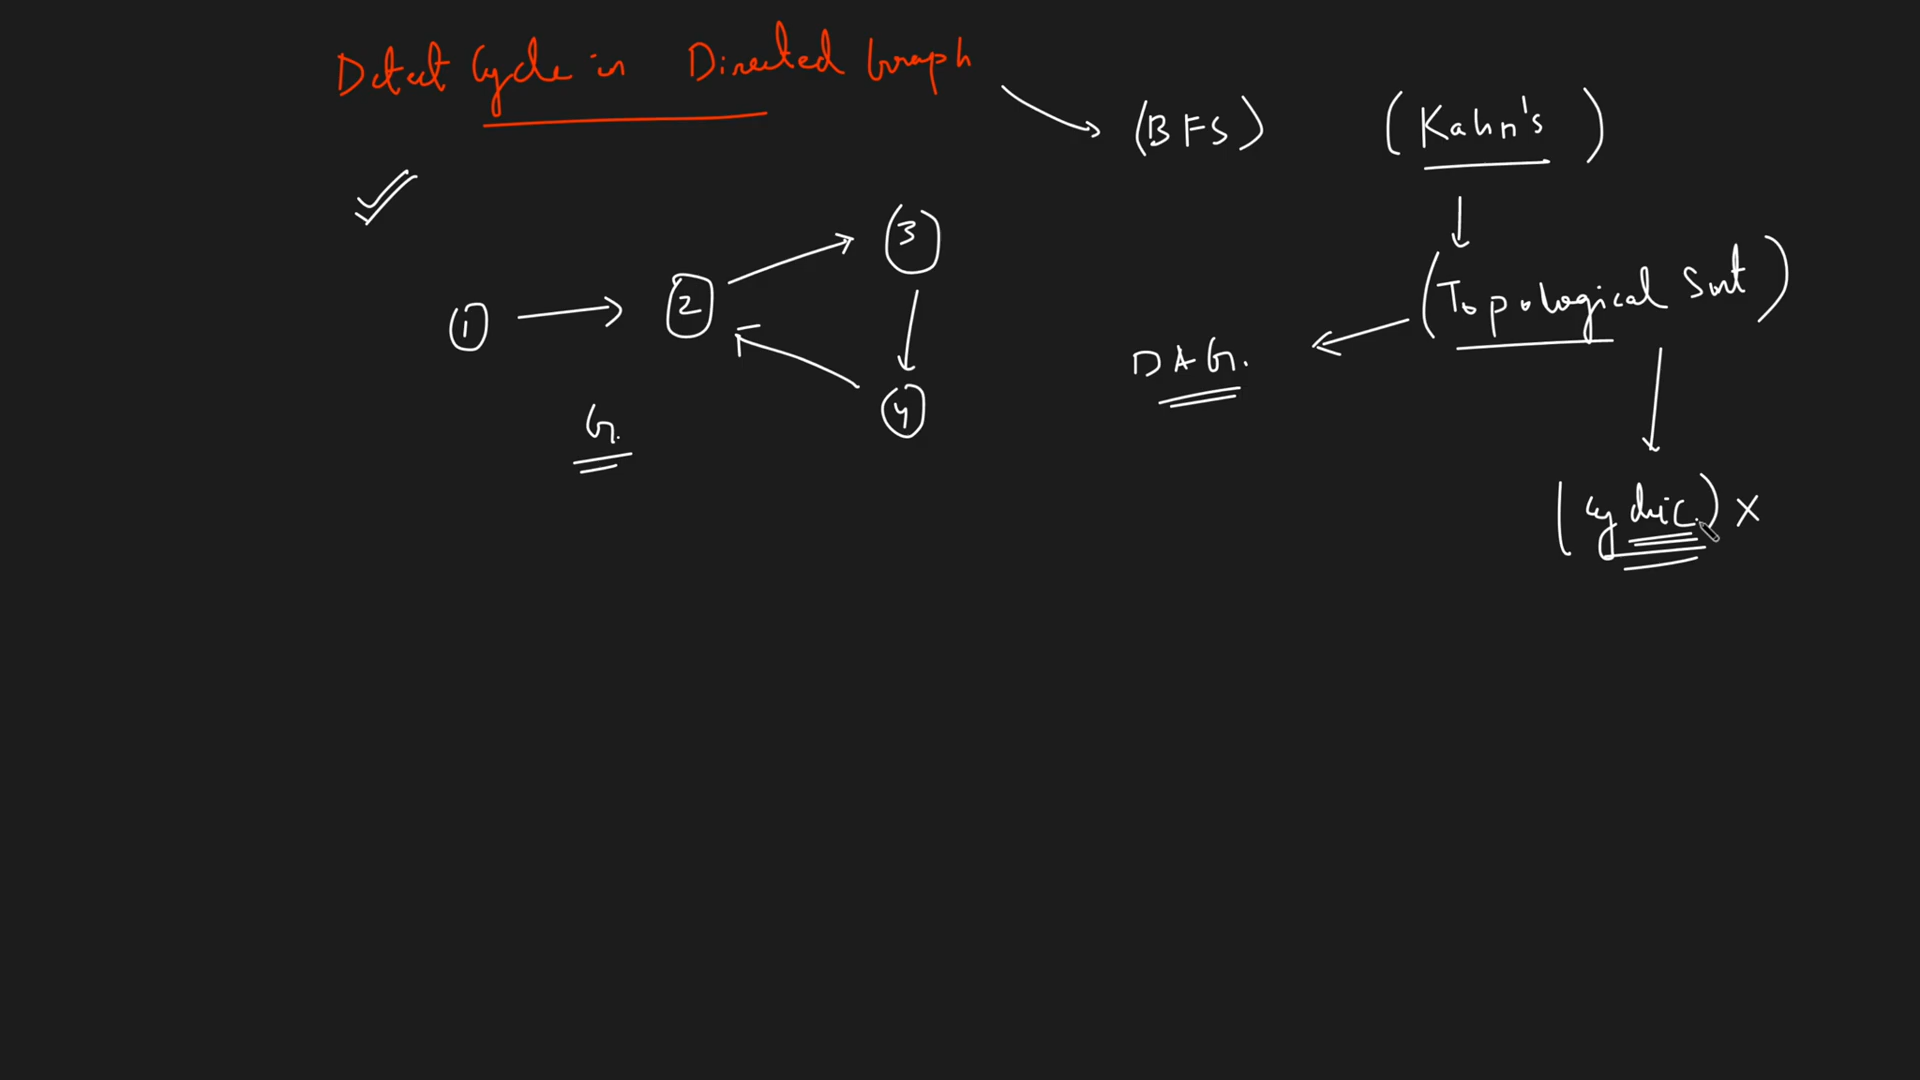 Detect Cycle in Directed Graph
(BFS) (Kahn's)
(Topological Sort)
1 2 3 4
DAG.
G.
(cyclic.) X